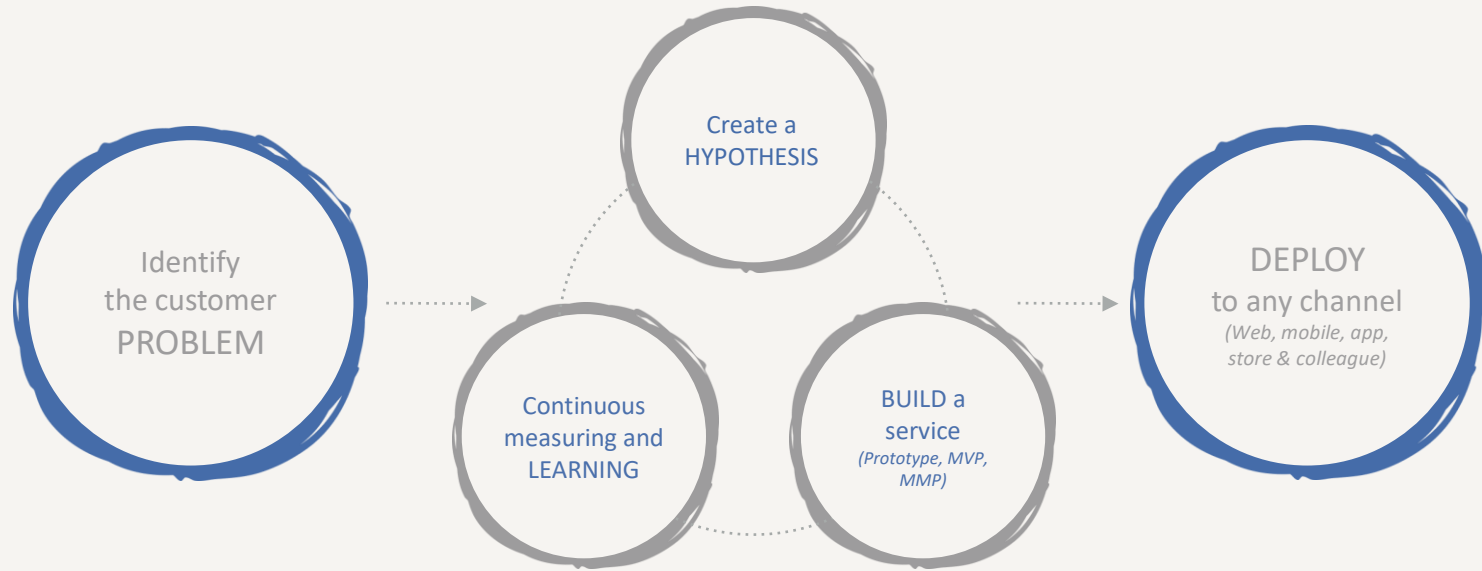 Identify
the customer
PROBLEM
Create a
HYPOTHESIS
Continuous
measuring and
LEARNING
BUILD a
service
(Prototype, MVP,
MMP)
DEPLOY
to any channel
(Web, mobile, app,
store & colleague)